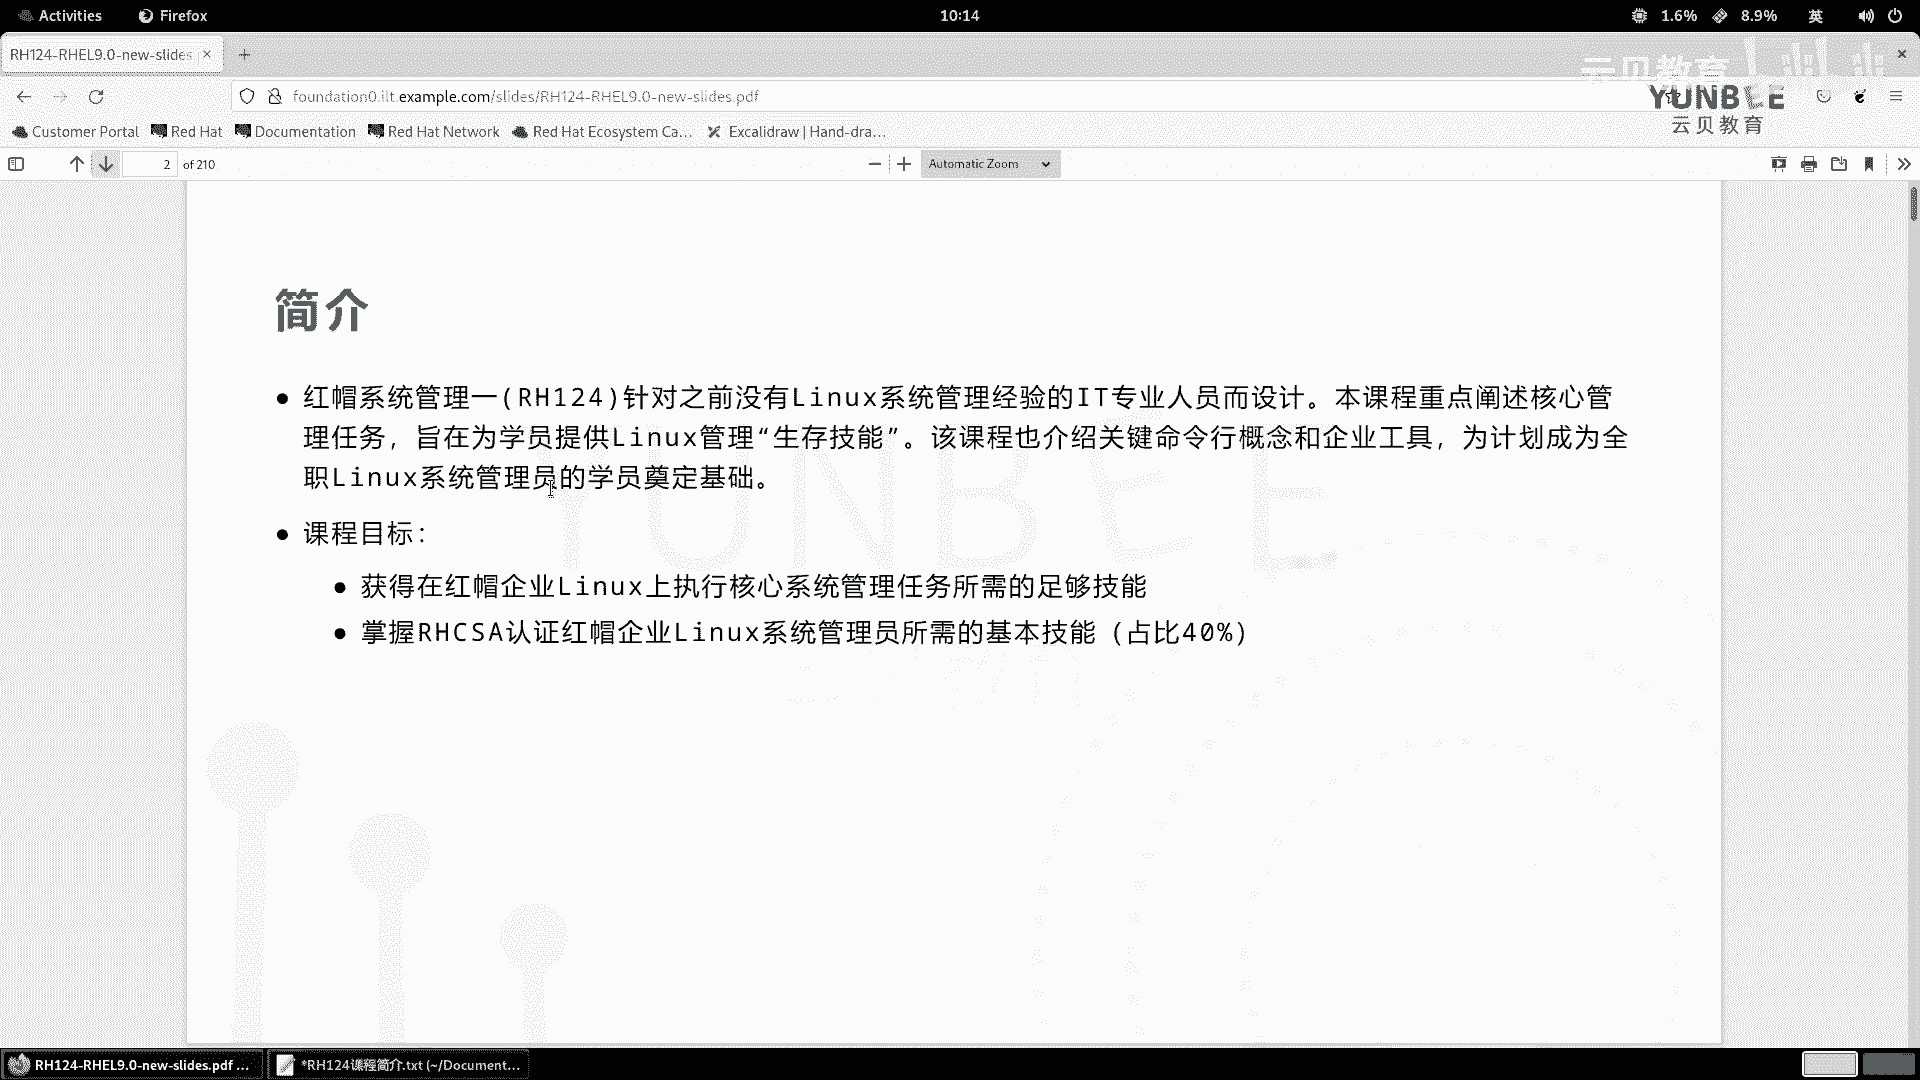 Activities Firefox 10:14 1.6% 8.9% 英
RH124-RHEL9.0-new-slides
云贝教育
foundation0.ilt.example.com/slides/RH124-RHEL9.0-new-slides.pdf
YUNBEE
云贝教育
Customer Portal Red Hat Documentation Red Hat Network Red Hat Ecosystem Ca... Excalidraw | Hand-dra...
2 of 210 Automatic Zoom
简介
● 红帽系统管理一(RH124)针对之前没有Linux系统管理经验的IT专业人员而设计。本课程重点阐述核心管
理任务，旨在为学员提供Linux管理“生存技能”。该课程也介绍关键命令行概念和企业工具，为计划成为全
职Linux系统管理员的学员奠定基础。
● 课程目标：
● 获得在红帽企业Linux上执行核心系统管理任务所需的足够技能
● 掌握RHCSA认证红帽企业Linux系统管理员所需的基本技能（占比40%）
YUNBEE
RH124-RHEL9.0-new-slides.pdf ... *RH124课程简介.txt (~/Document...